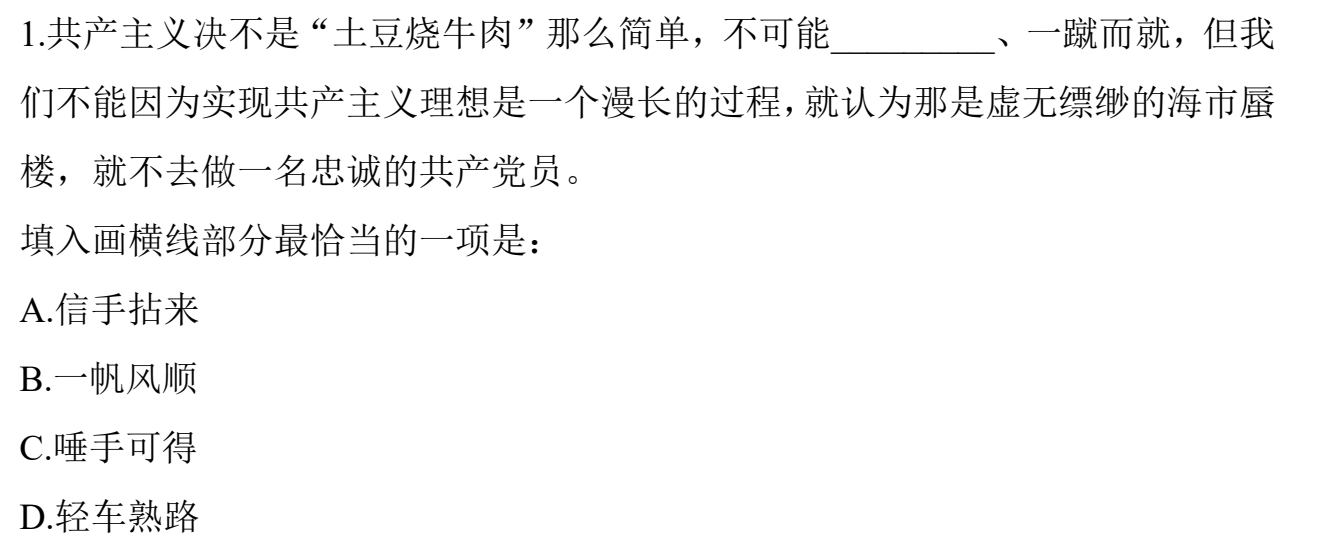 1.共产主义决不是“土豆烧牛肉”那么简单，不可能_________、一蹴而就，但我
们不能因为实现共产主义理想是一个漫长的过程，就认为那是虚无缥缈的海市蜃
楼，就不去做一名忠诚的共产党员。
填入画横线部分最恰当的一项是：
A.信手拈来
B.一帆风顺
C.唾手可得
D.轻车熟路